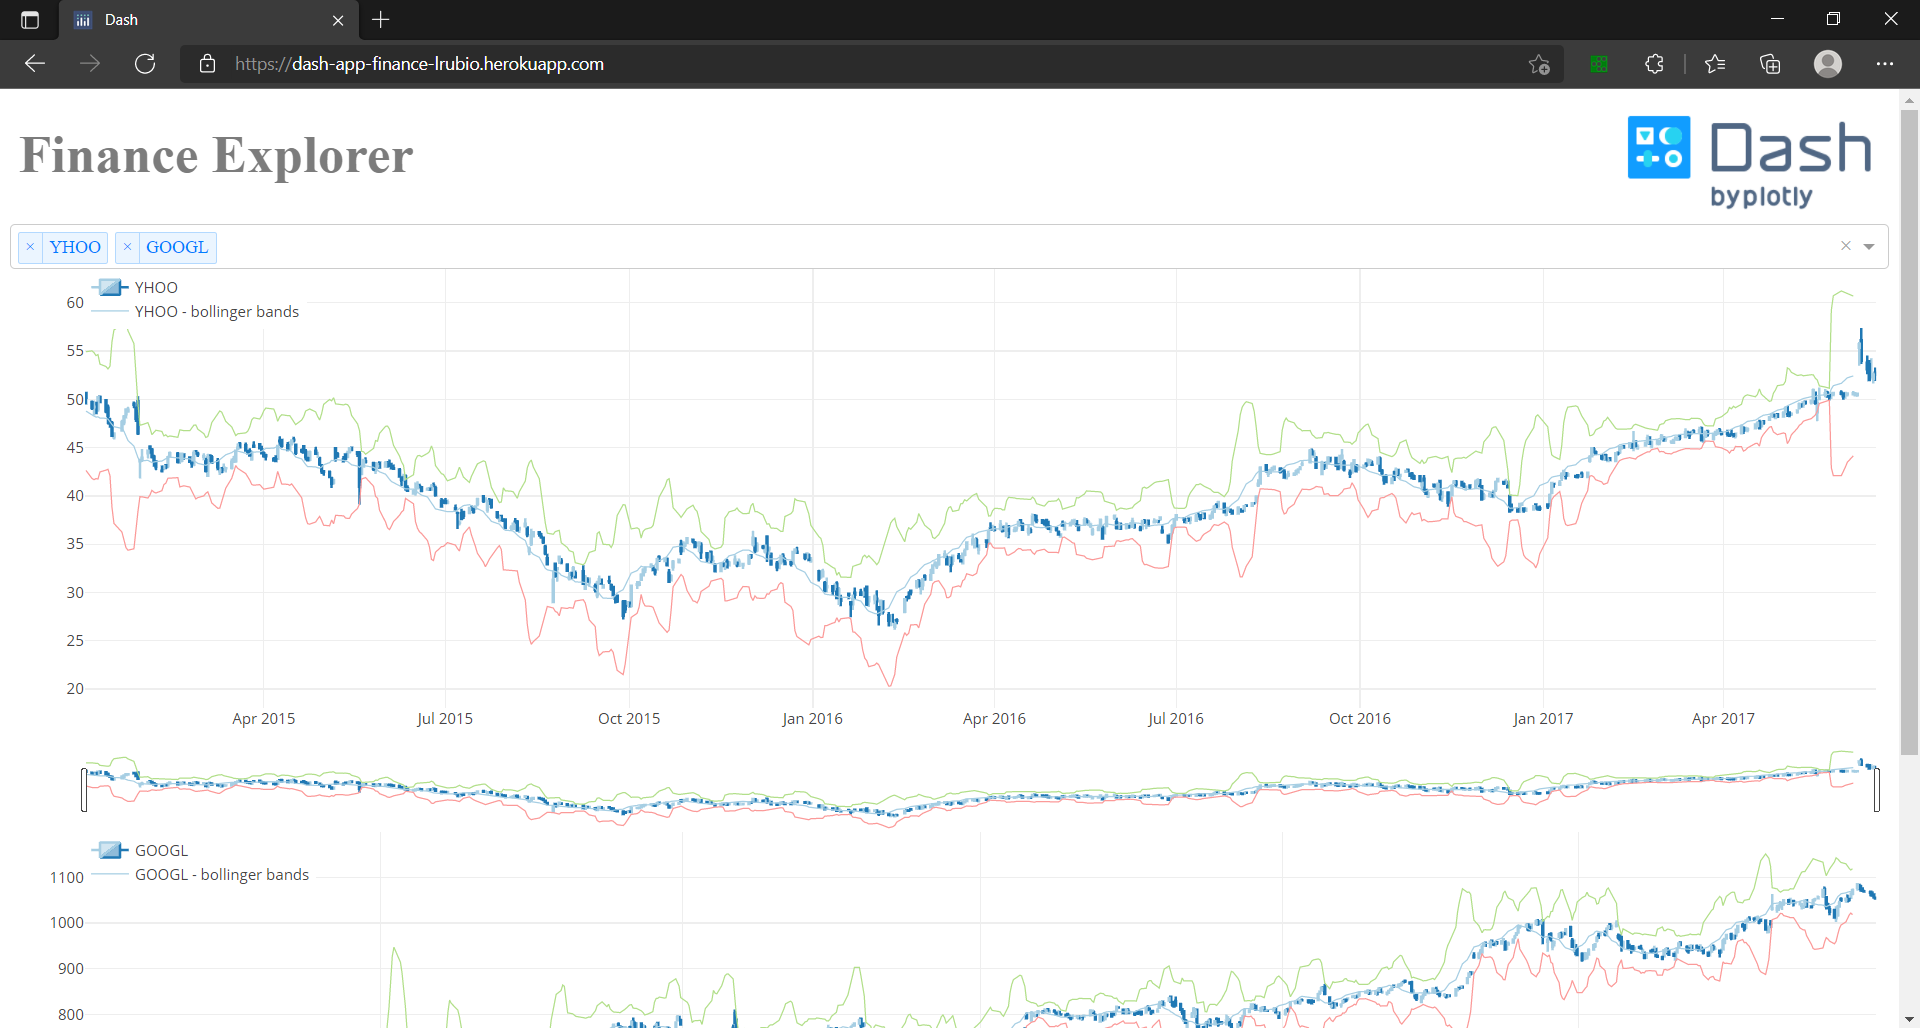 Dash
https://dash-app-finance-lrubio.herokuapp.com
Finance Explorer
Dash
by plotly
× YHOO × GOOGL ×
YHOO
YHOO - bollinger bands
60
55
50
45
40
35
30
25
20
Apr 2015 Jul 2015 Oct 2015 Jan 2016 Apr 2016 Jul 2016 Oct 2016 Jan 2017 Apr 2017
GOOGL
GOOGL - bollinger bands
1100
1000
900
800